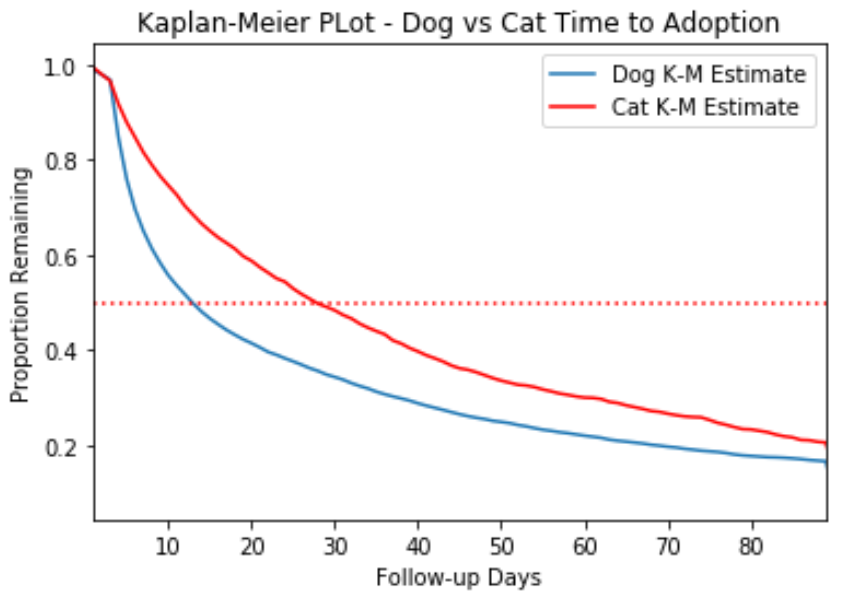 Kaplan-Meier PLot - Dog vs Cat Time to Adoption
Dog K-M Estimate
Cat K-M Estimate
Proportion Remaining
1.0
0.8
0.6
0.4
0.2
10 20 30 40 50 60 70 80
Follow-up Days